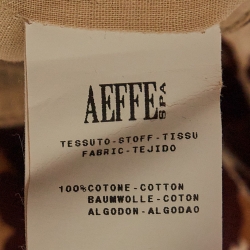 AEFFE SPA
TESSUTO-STOFF-TISSU
FABRIC-TEJIDO
100% COTONE-COTTON
BAUMWOLLE-COTON
ALGODON-ALGODAO